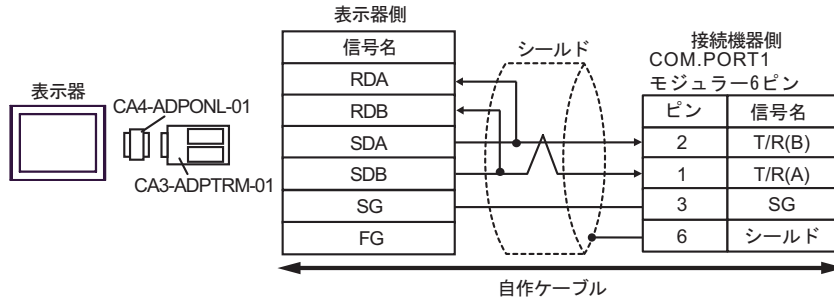 表示器
CA4-ADPONL-01
CA3-ADPTRM-01
表示器側
信号名
RDA
RDB
SDA
SDB
SG
FG
シールド
接続機器側
COM.PORT1
モジュラー6ピン
ピン 信号名
2 T/R(B)
1 T/R(A)
3 SG
6 シールド
自作ケーブル